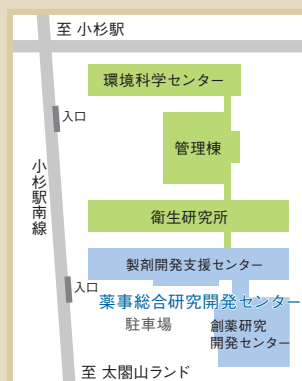 至 小杉駅
環境科学センター
入口
管理棟
小杉駅南線
衛生研究所
製剤開発支援センター
入口
薬事総合研究開発センター
駐車場
創薬研究
開発センター
至 太閤山ランド